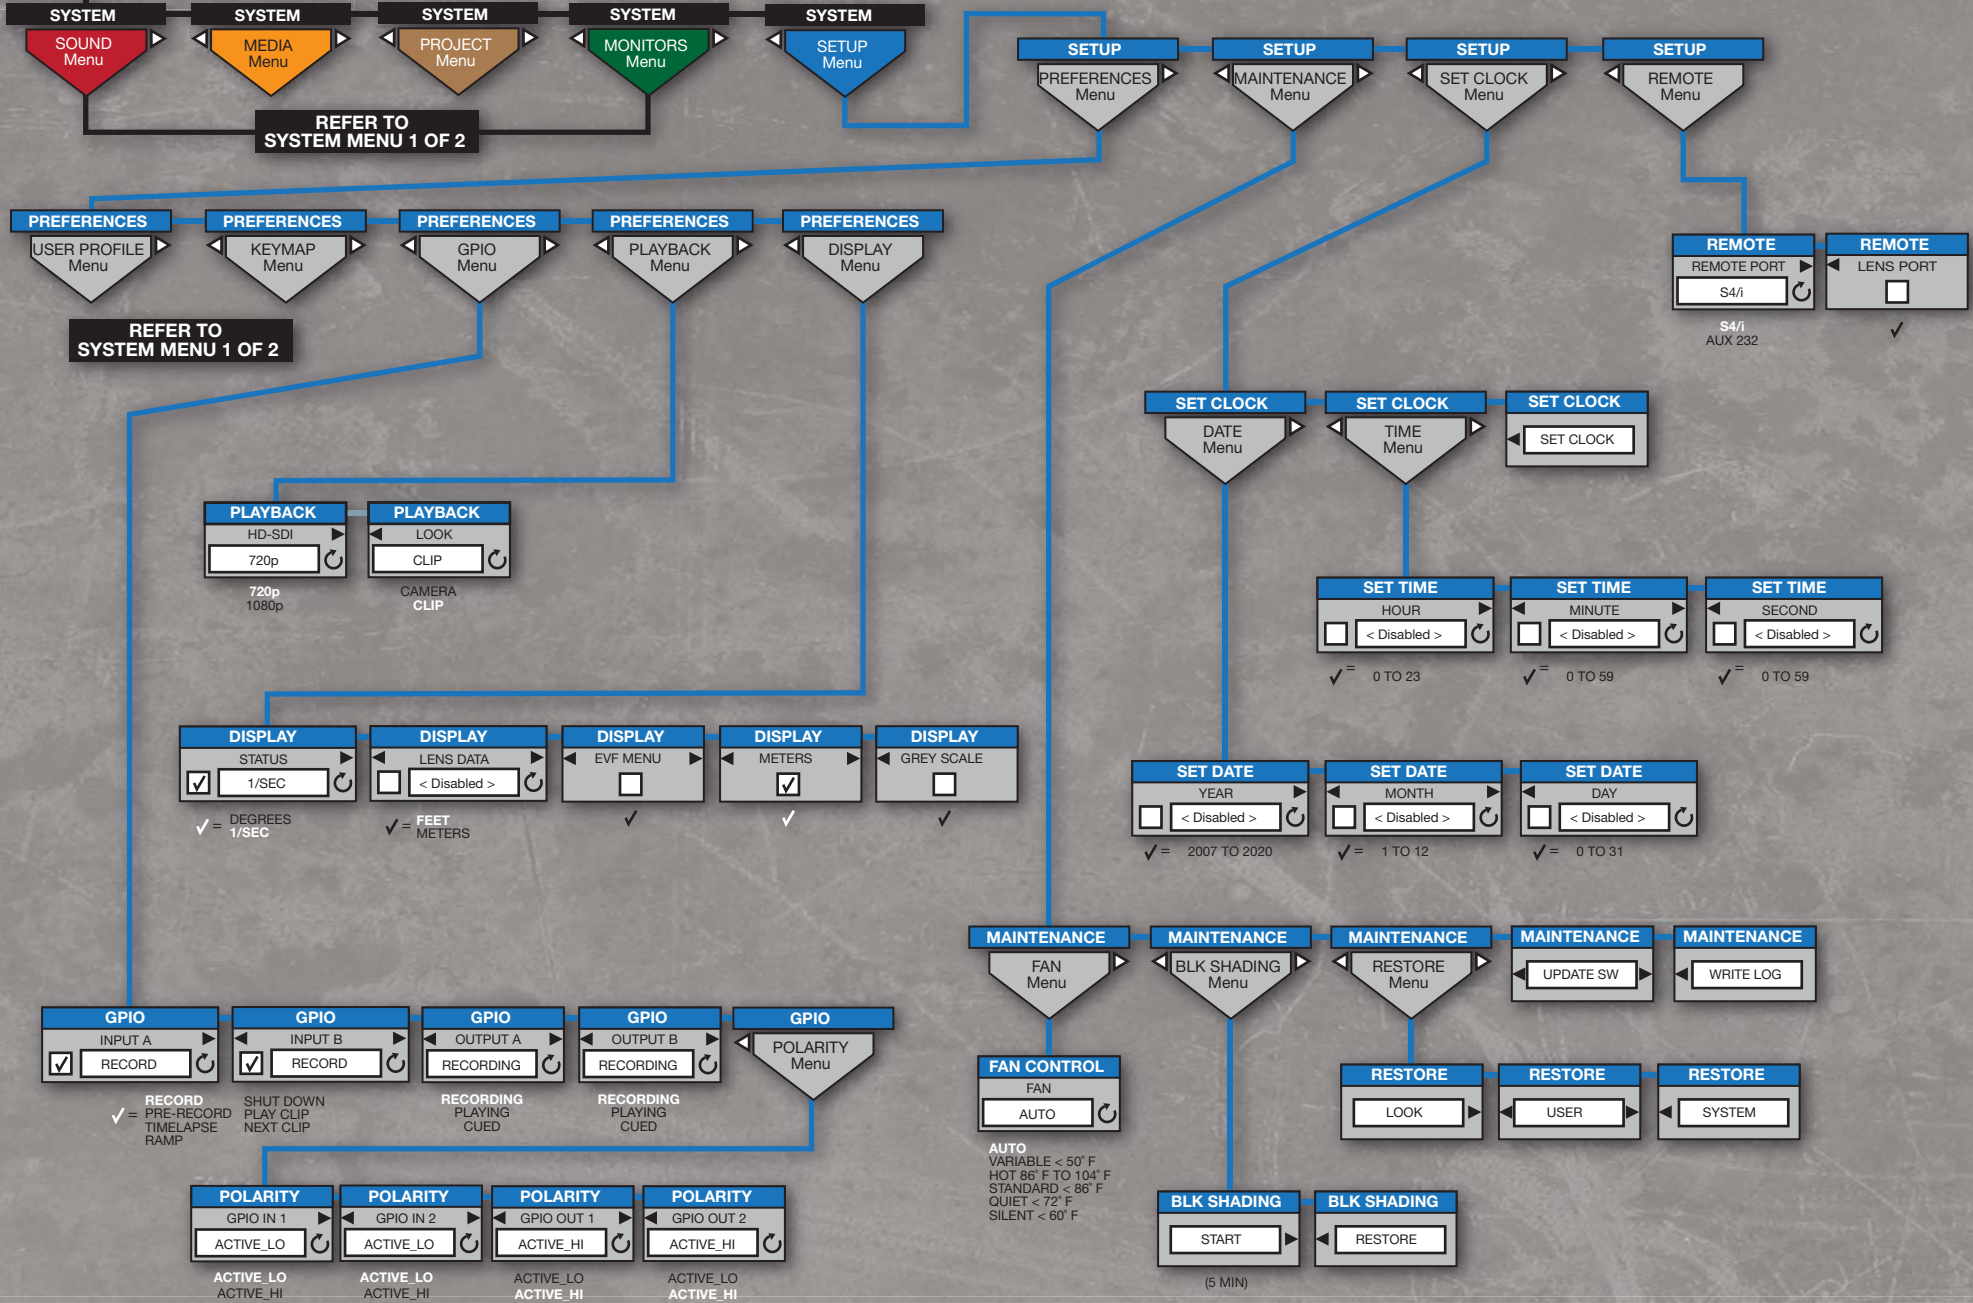 SYSTEM
SYSTEM
SYSTEM
SYSTEM
SYSTEM
SOUND
Menu
MEDIA
Menu
PROJECT
Menu
MONITORS
Menu
SETUP
Menu
REFER TO
SYSTEM MENU 1 OF 2
SETUP
SETUP
SETUP
SETUP
PREFERENCES
Menu
MAINTENANCE
Menu
SET CLOCK
Menu
REMOTE
Menu
PREFERENCES
PREFERENCES
PREFERENCES
PREFERENCES
PREFERENCES
USER PROFILE
Menu
KEYMAP
Menu
GPIO
Menu
PLAYBACK
Menu
DISPLAY
Menu
REFER TO
SYSTEM MENU 1 OF 2
REMOTE
REMOTE PORT
S4/i
S4/i
AUX 232
REMOTE
LENS PORT
✓
SET CLOCK
DATE
Menu
SET CLOCK
TIME
Menu
SET CLOCK
SET CLOCK
PLAYBACK
HD-SDI
720p
720p
1080p
PLAYBACK
LOOK
CLIP
CAMERA
CLIP
SET TIME
HOUR
< Disabled >
✓ = 0 TO 23
SET TIME
MINUTE
< Disabled >
✓ = 0 TO 59
SET TIME
SECOND
< Disabled >
✓ = 0 TO 59
DISPLAY
STATUS
✓ 1/SEC
✓ = DEGREES
1/SEC
DISPLAY
LENS DATA
< Disabled >
✓ = FEET
METERS
DISPLAY
EVF MENU
✓
DISPLAY
METERS
✓
✓
DISPLAY
GREY SCALE
✓
SET DATE
YEAR
< Disabled >
✓ = 2007 TO 2020
SET DATE
MONTH
< Disabled >
✓ = 1 TO 12
SET DATE
DAY
< Disabled >
✓ = 0 TO 31
MAINTENANCE
FAN
Menu
MAINTENANCE
BLK SHADING
Menu
MAINTENANCE
RESTORE
Menu
MAINTENANCE
UPDATE SW
MAINTENANCE
WRITE LOG
GPIO
INPUT A
✓ RECORD
RECORD
✓ = PRE-RECORD
TIMELAPSE
RAMP
GPIO
INPUT B
✓ RECORD
SHUT DOWN
PLAY CLIP
NEXT CLIP
GPIO
OUTPUT A
RECORDING
RECORDING
PLAYING
CUED
GPIO
OUTPUT B
RECORDING
RECORDING
PLAYING
CUED
GPIO
POLARITY
Menu
FAN CONTROL
FAN
AUTO
AUTO
VARIABLE < 50° F
HOT 86° F TO 104° F
STANDARD < 86° F
QUIET < 72° F
SILENT < 60° F
RESTORE
LOOK
RESTORE
USER
RESTORE
SYSTEM
POLARITY
GPIO IN 1
ACTIVE_LO
ACTIVE_LO
ACTIVE_HI
POLARITY
GPIO IN 2
ACTIVE_LO
ACTIVE_LO
ACTIVE_HI
POLARITY
GPIO OUT 1
ACTIVE_HI
ACTIVE_LO
ACTIVE_HI
POLARITY
GPIO OUT 2
ACTIVE_HI
ACTIVE_LO
ACTIVE_HI
BLK SHADING
START
(5 MIN)
BLK SHADING
RESTORE